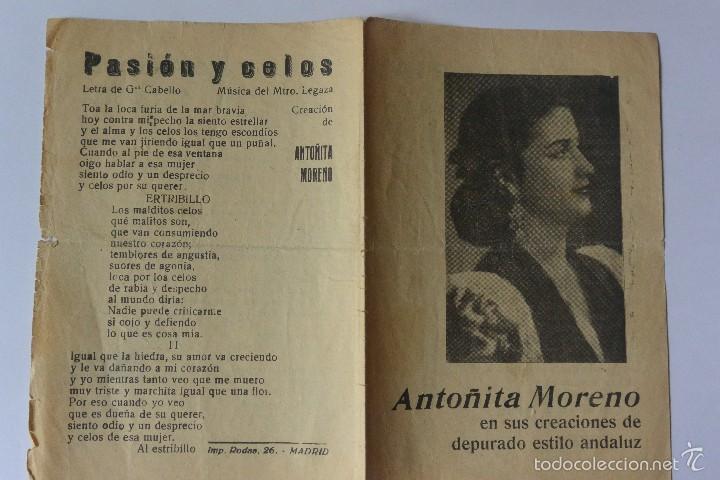 Pasión y celos
Letra de Gᵃˡ Cabello Música del Mtro. Legaza
Creación
de
ANTOÑITA
MORENO
Toa la loca furia de la mar bravia
hoy contra mi pecho la siento estrellar
y el alma y los celos los tengo escondíos
que me van jiriendo igual que un puñal.
Cuando al pie de esa ventana
oigo hablar a esa mujer
siento odio y un desprecio
y celos por su querer.
ERTRIBILLO
Los malditos celos
qué malitos son,
que van consumiendo
nuestro corazón;
temblores de angustia,
suores de agonía,
loca por los celos
de rabia y despecho
al mundo diría:
Nadie puede criticarme
si cojo y defiendo
lo que es cosa mia.
II
Igual que la hiedra, su amor va creciendo
y le va dañando a mi corazón
y yo mientras tanto veo que me muero
muy triste y marchita igual que una flor.
Por eso cuando yo veo
que es dueña de su querer,
siento odio y un desprecio
y celos de esa mujer.
Al estribillo
Imp. Rodas, 26. - MADRID
Antoñita Moreno
en sus creaciones de
depurado estilo andaluz
todocoleccion.net